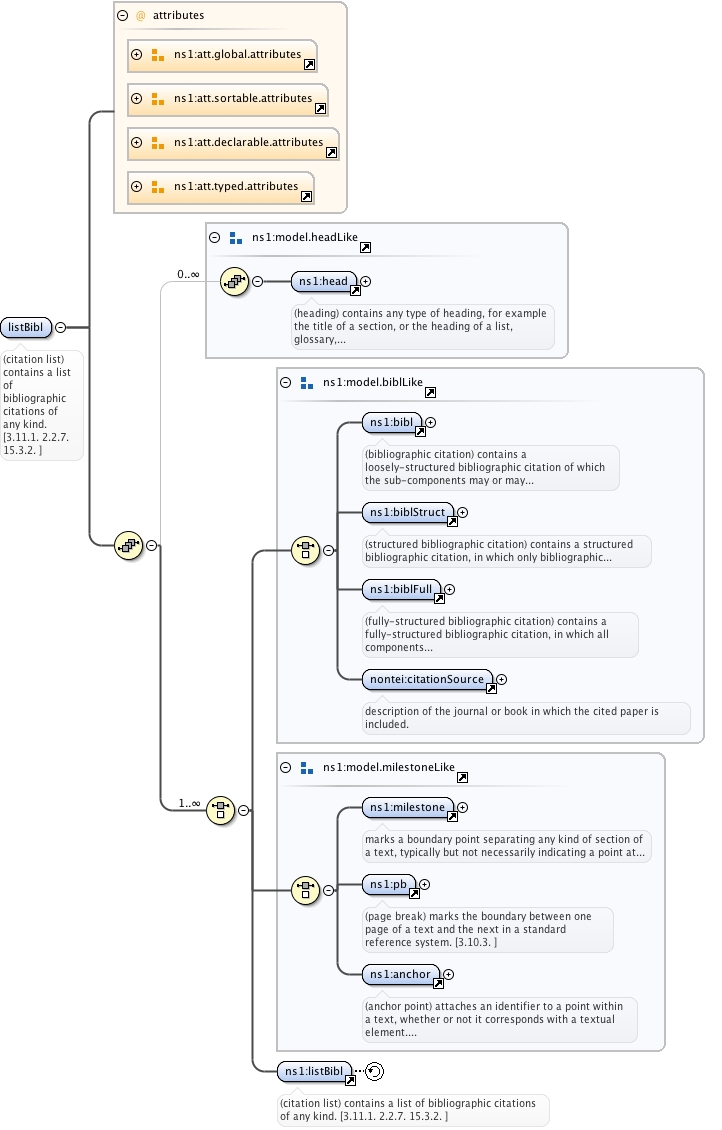 @ attributes
ns1:att.global.attributes
ns1:att.sortable.attributes
ns1:att.declarable.attributes
ns1:att.typed.attributes
ns1:model.headLike
0..∞
ns1:head
(heading) contains any type of heading, for example
the title of a section, or the heading of a list,
glossary,...
listBibl
(citation list)
contains a list
of
bibliographic
citations of
any kind.
[3.11.1. 2.2.7.
15.3.2. ]
ns1:model.biblLike
ns1:bibl
(bibliographic citation) contains a
loosely-structured bibliographic citation of which
the sub-components may or may...
ns1:biblStruct
(structured bibliographic citation) contains a structured
bibliographic citation, in which only bibliographic...
ns1:biblFull
(fully-structured bibliographic citation) contains a
fully-structured bibliographic citation, in which all
components...
nontei:citationSource
description of the journal or book in which the cited paper is
included.
1..∞
ns1:model.milestoneLike
ns1:milestone
marks a boundary point separating any kind of section of
a text, typically but not necessarily indicating a point at...
ns1:pb
(page break) marks the boundary between one
page of a text and the next in a standard
reference system. [3.10.3. ]
ns1:anchor
(anchor point) attaches an identifier to a point within
a text, whether or not it corresponds with a textual
element....
ns1:listBibl
(citation list) contains a list of bibliographic citations
of any kind. [3.11.1. 2.2.7. 15.3.2. ]